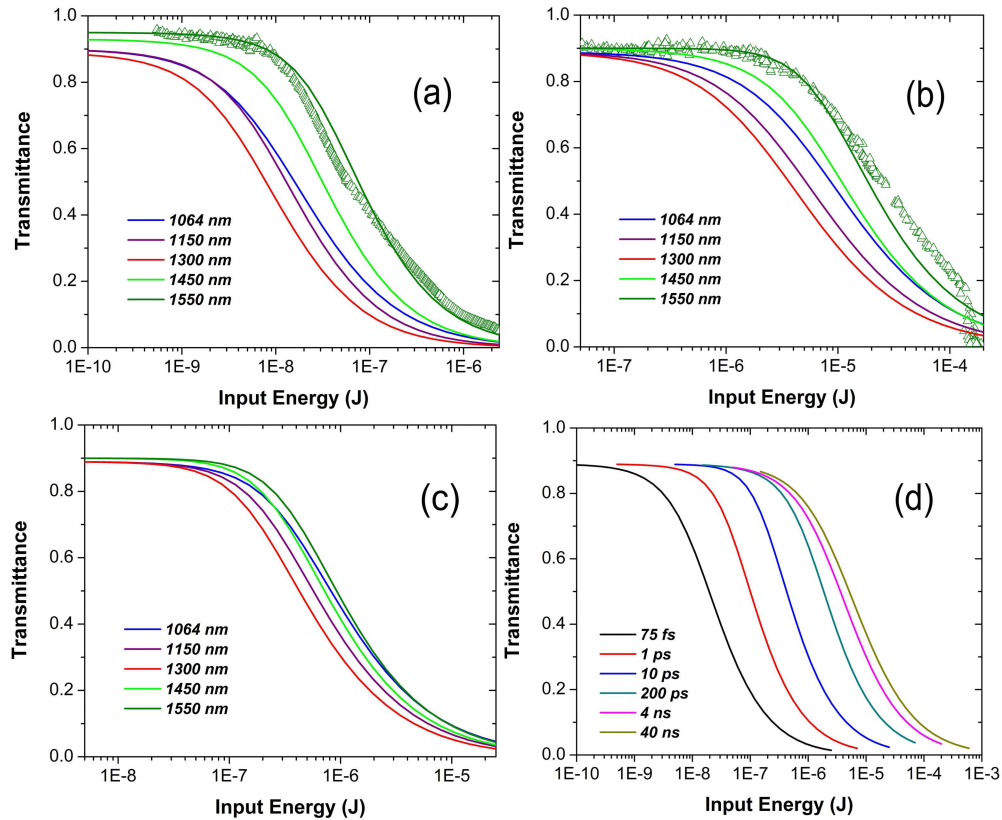 (a)
Transmittance
1.0
0.8
0.6
0.4
0.2
0.0
1064 nm
1150 nm
1300 nm
1450 nm
1550 nm
1E-10
1E-9
1E-8
1E-7
1E-6
Input Energy (J)
(b)
Transmittance
1.0
0.8
0.6
0.4
0.2
0.0
1064 nm
1150 nm
1300 nm
1450 nm
1550 nm
1E-7
1E-6
1E-5
1E-4
Input Energy (J)
(c)
Transmittance
1.0
0.8
0.6
0.4
0.2
0.0
1064 nm
1150 nm
1300 nm
1450 nm
1550 nm
1E-8
1E-7
1E-6
1E-5
Input Energy (J)
(d)
Transmittance
1.0
0.8
0.6
0.4
0.2
0.0
75 fs
1 ps
10 ps
200 ps
4 ns
40 ns
1E-10
1E-9
1E-8
1E-7
1E-6
1E-5
1E-4
1E-3
Input Energy (J)